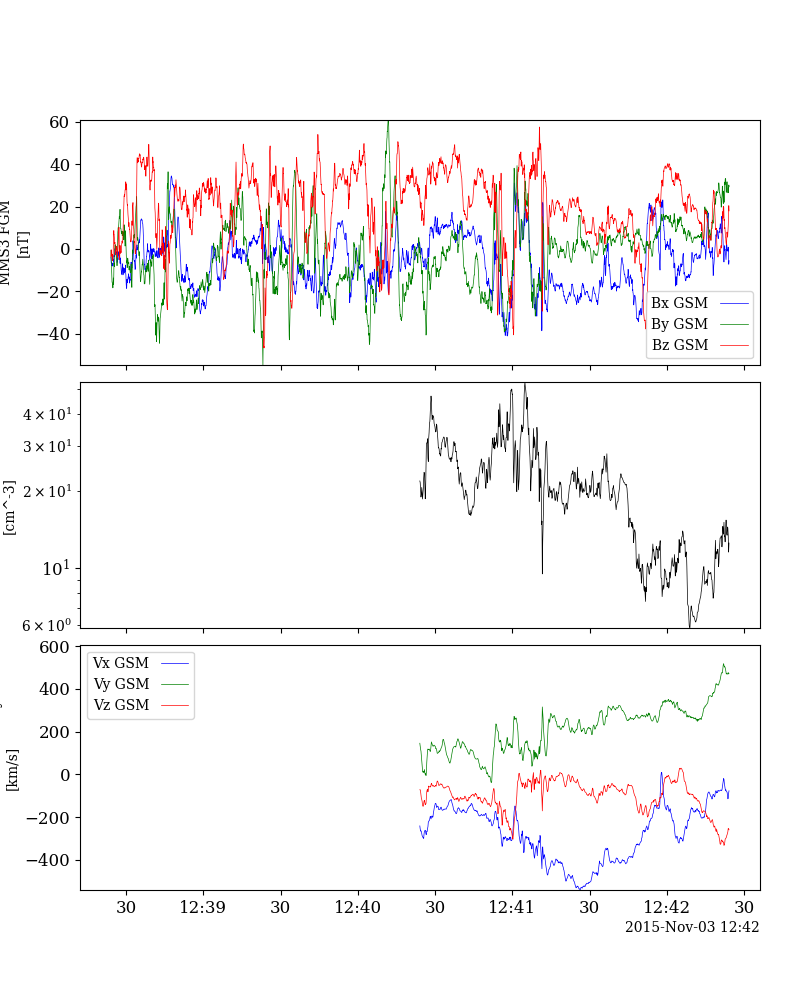 60
40
20
0
−20
−40
MMS3 FGM
[nT]
Bx GSM
By GSM
Bz GSM
4 × 10¹
3 × 10¹
2 × 10¹
10¹
6 × 10⁰
[cm^-3]
600
400
200
0
−200
−400
[km/s]
Vx GSM
Vy GSM
Vz GSM
30 12:39 30 12:40 30 12:41 30 12:42 30
2015-Nov-03 12:42